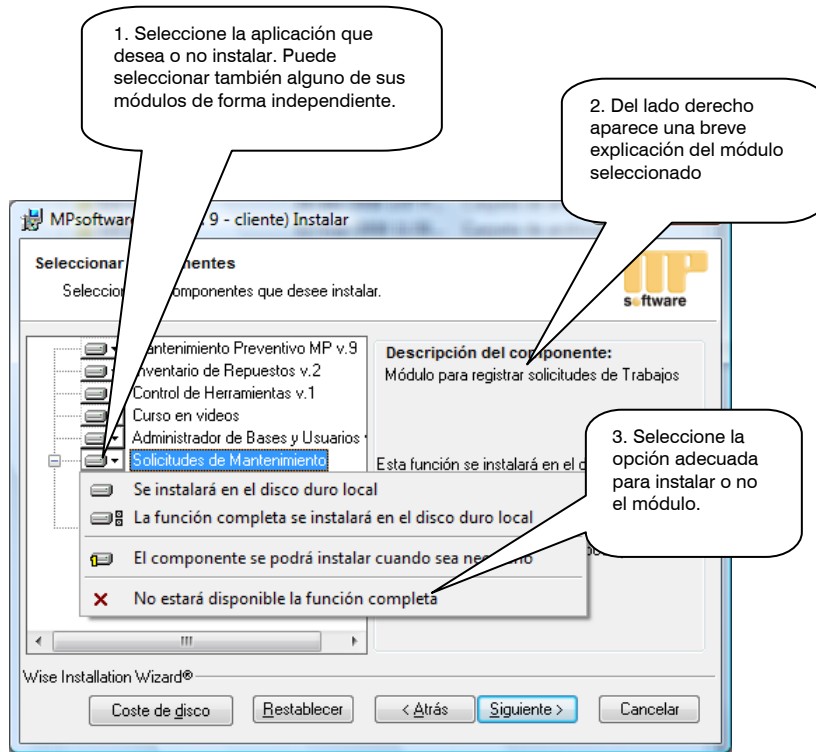 1. Seleccione la aplicación que
desea o no instalar. Puede
seleccionar también alguno de sus
módulos de forma independiente.
2. Del lado derecho
aparece una breve
explicación del módulo
seleccionado
MPsoftware 9 - cliente) Instalar
Seleccionar
Seleccion omponentes que desee instalar.
MP
software
antenimiento Preventivo MP v.9
nventario de Repuestos v.2
Control de Herramientas v.1
Curso en videos
Administrador de Bases y Usuarios
Solicitudes de Mantenimiento
Descripción del componente:
Módulo para registrar solicitudes de Trabajos
Esta función se instalará en el d
3. Seleccione la
opción adecuada
para instalar o no
el módulo.
Se instalará en el disco duro local
La función completa se instalará en el disco duro local
El componente se podrá instalar cuando sea necesario
No estará disponible la función completa
Wise Installation Wizard®
Coste de disco
Restablecer
< Atrás
Siguiente >
Cancelar